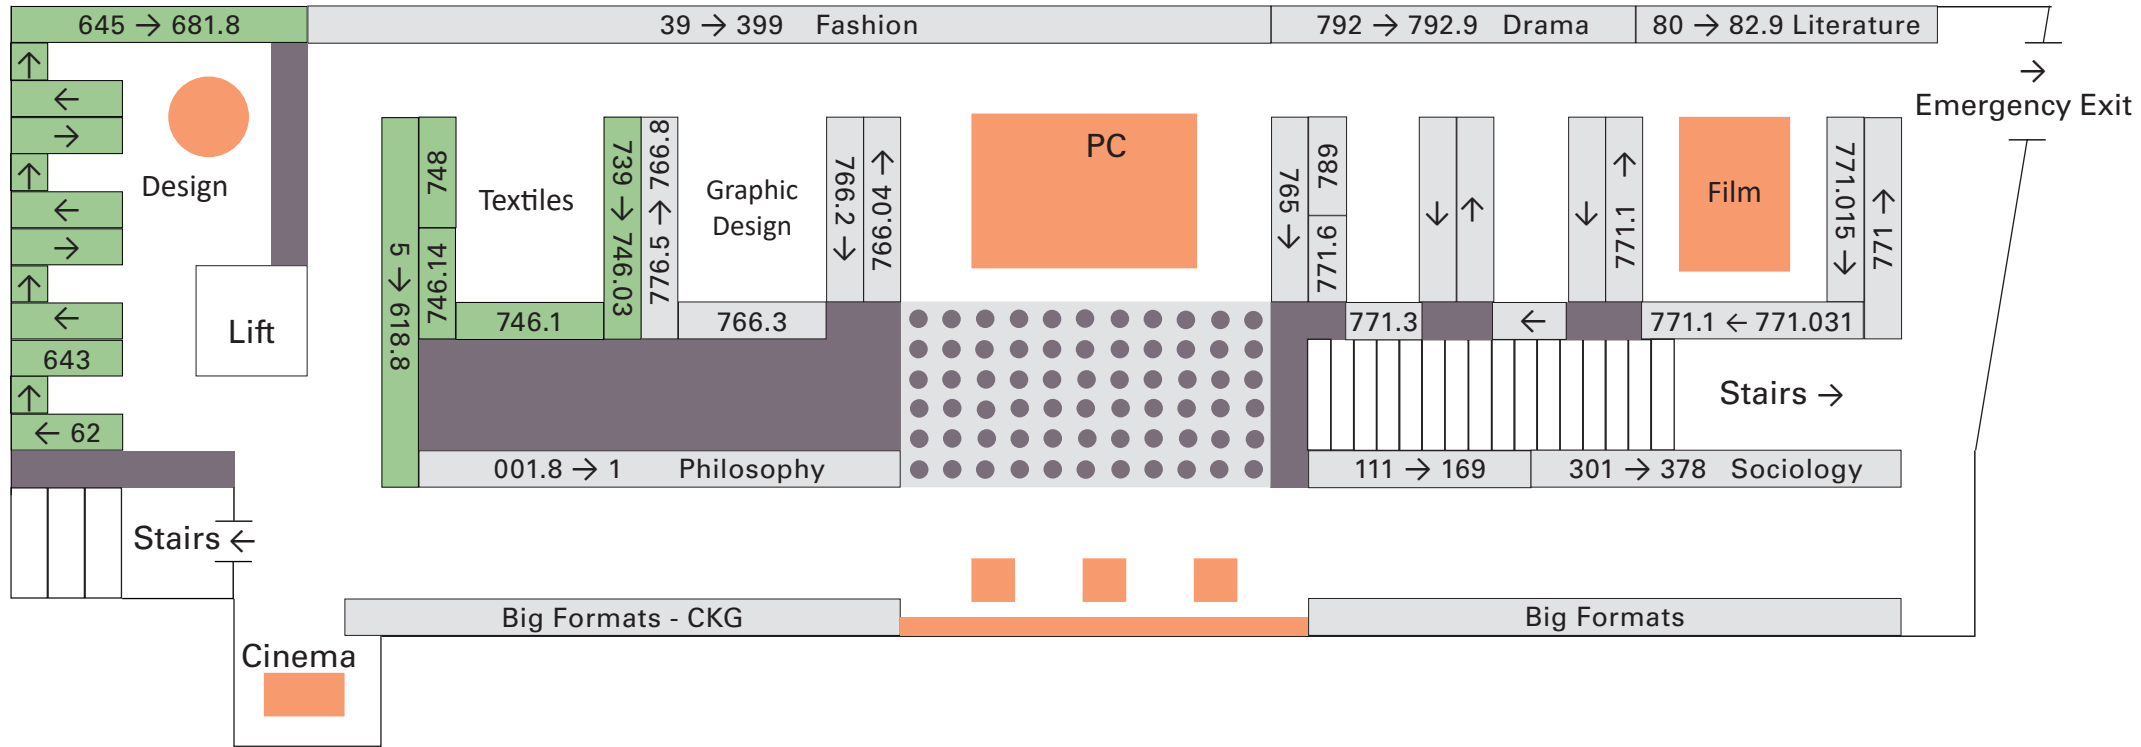 645 → 681.8
39 → 399 Fashion
792 → 792.9 Drama
80 → 82.9 Literature
↑
←
→
↑
←
→
↑
←
643
↑
← 62
Design
Lift
5 → 618.8
748
746.14
Textiles
746.1
739 → 746.03
776.5 → 766.8
Graphic
Design
766.3
766.2 →
766.04 →
PC
765 →
789
771.6
771.3
↓
↑
←
↓
771.1 →
Film
771.1 ← 771.031
771.015 →
771 →
→
Emergency Exit
Stairs →
001.8 → 1 Philosophy
111 → 169
301 → 378 Sociology
Stairs ←
Big Formats - CKG
Big Formats
Cinema